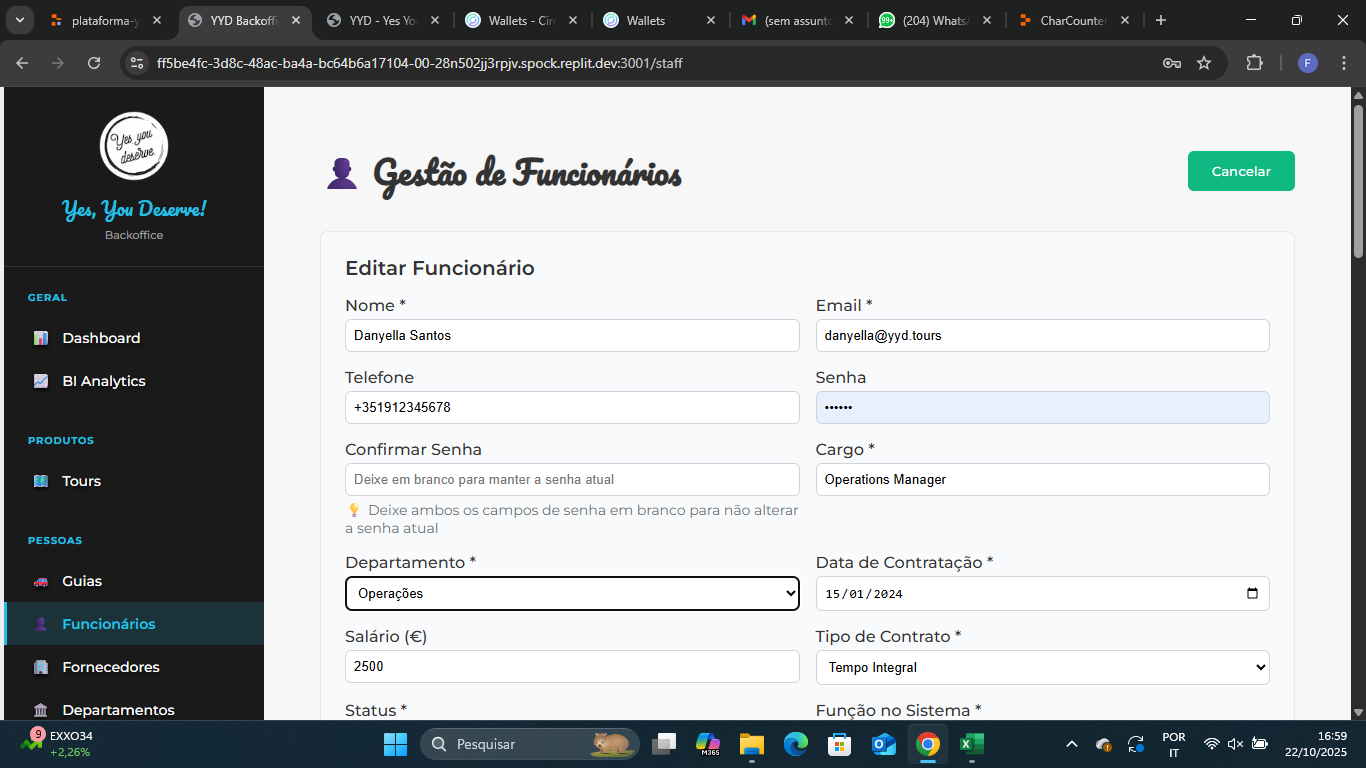 plataforma-y
YYD Backoffi
YYD - Yes Yo
Wallets - Circ
Wallets
(sem assunto
(204) WhatsA
CharCounter
ff5be4fc-3d8c-48ac-ba4a-bc64b6a17104-00-28n502jj3rpjv.spock.replit.dev:3001/staff
F
Yes, you
deserve.
Yes, You Deserve!
Backoffice
GERAL
Dashboard
BI Analytics
PRODUTOS
Tours
PESSOAS
Guias
Funcionários
Fornecedores
Departamentos
Gestão de Funcionários
Cancelar
Editar Funcionário
Nome *
Email *
Danyella Santos
danyella@yyd.tours
Telefone
Senha
+351912345678
••••••
Confirmar Senha
Cargo *
Deixe em branco para manter a senha atual
Operations Manager
Deixe ambos os campos de senha em branco para não alterar
a senha atual
Departamento *
Data de Contratação *
Operações
15/01/2024
Salário (€)
Tipo de Contrato *
2500
Tempo Integral
Status *
Função no Sistema *
9
EXXO34
+2,26%
Pesquisar
M365
POR
IT
16:59
22/10/2025